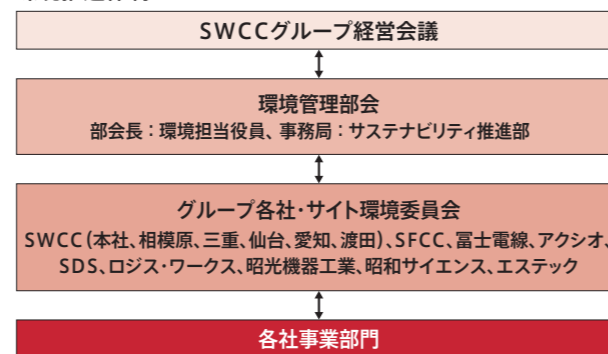 SWCCグループ経営会議
環境管理部会
部会長：環境担当役員、事務局：サステナビリティ推進部
グループ各社・サイト環境委員会
SWCC（本社、相模原、三重、仙台、愛知、渡田）、SFCC、冨士電線、アクシオ、
SDS、ロジス・ワークス、昭光機器工業、昭和サイエンス、エステック
各社事業部門